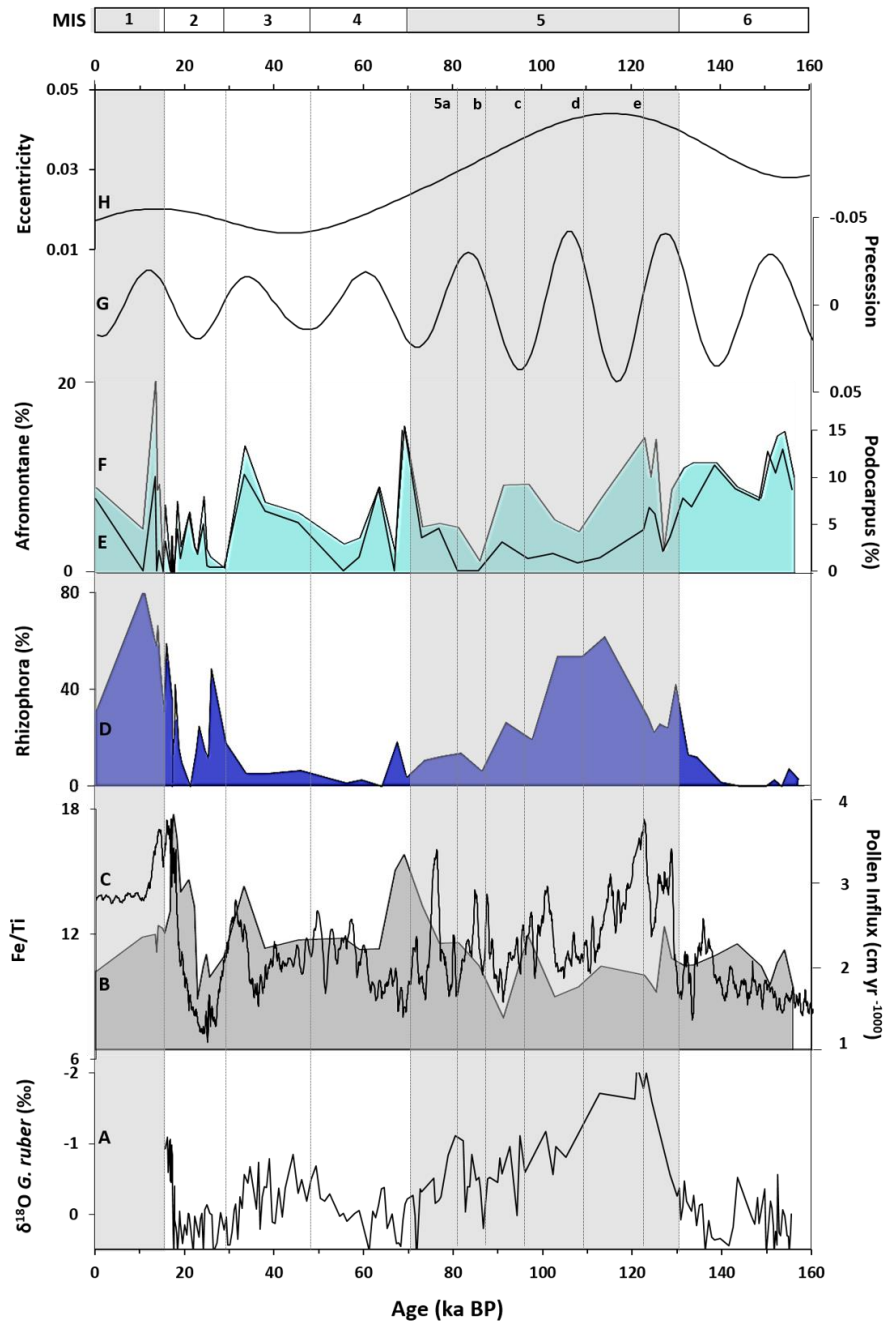 MIS 1 2 3 4 5 6
0 20 40 60 80 100 120 140 160
0.05
5a b c d e
Eccentricity
0.03
H
-0.05
0.01
Precession
G
0
20
0.05
Afromontane (%)
F
15
Podocarpus (%)
10
E
5
0
0
80
Rhizophora (%)
40
D
0
18
4
C
3
Pollen Influx (cm yr -1000)
Fe/Ti
12
B
2
1
6
-2
δ18O G. ruber (‰)
A
-1
0
0 20 40 60 80 100 120 140 160
Age (ka BP)